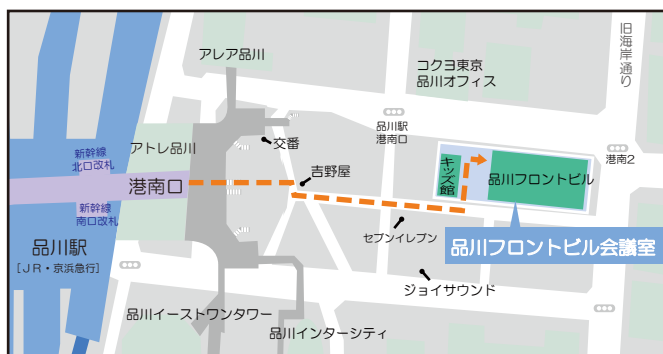 アレア品川
コクヨ東京
品川オフィス
旧海岸通り
品川駅
港南口
港南2
交番
アトレ品川
新幹線
北口改札
吉野屋
キッズ館
品川フロントビル
港南口
新幹線
南口改札
品川駅
[JR・京浜急行]
セブンイレブン
品川フロントビル会議室
ジョイサウンド
品川イーストワンタワー
品川インターシティ